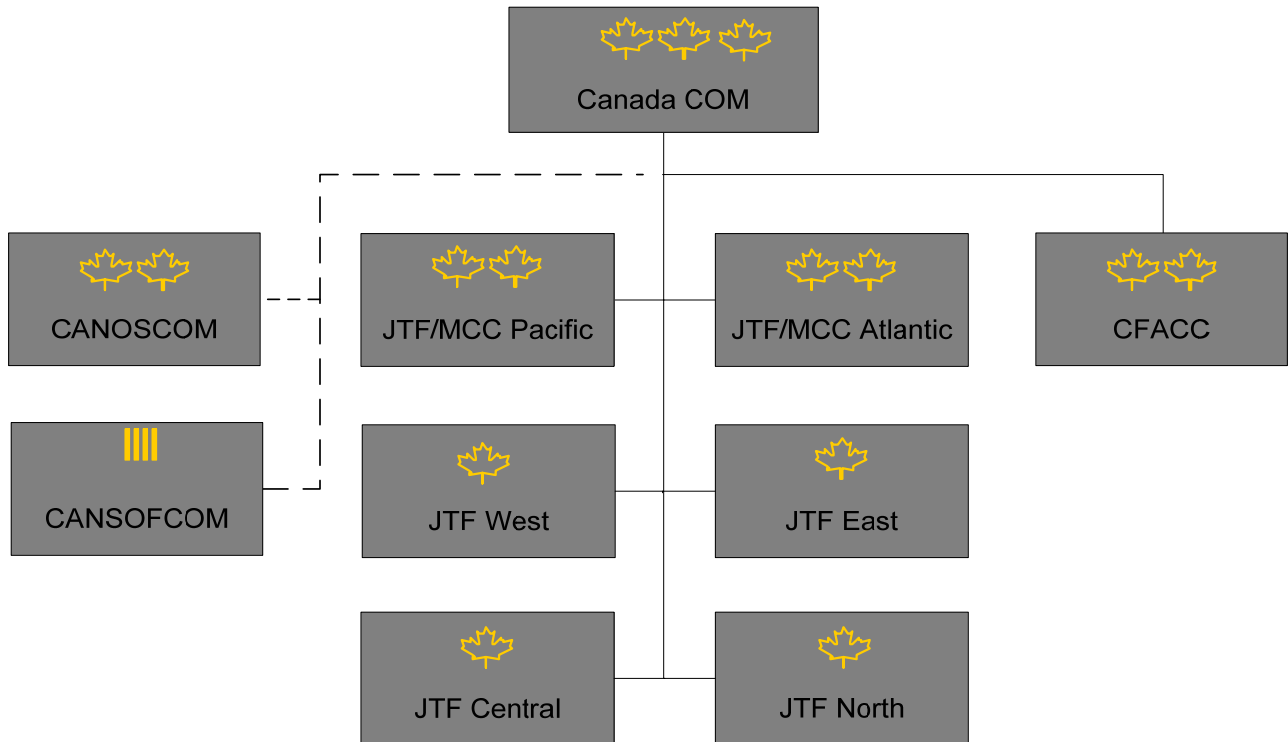 Canada COM
CANOSCOM
JTF/MCC Pacific
JTF/MCC Atlantic
CFACC
CANSOFCOM
JTF West
JTF East
JTF Central
JTF North